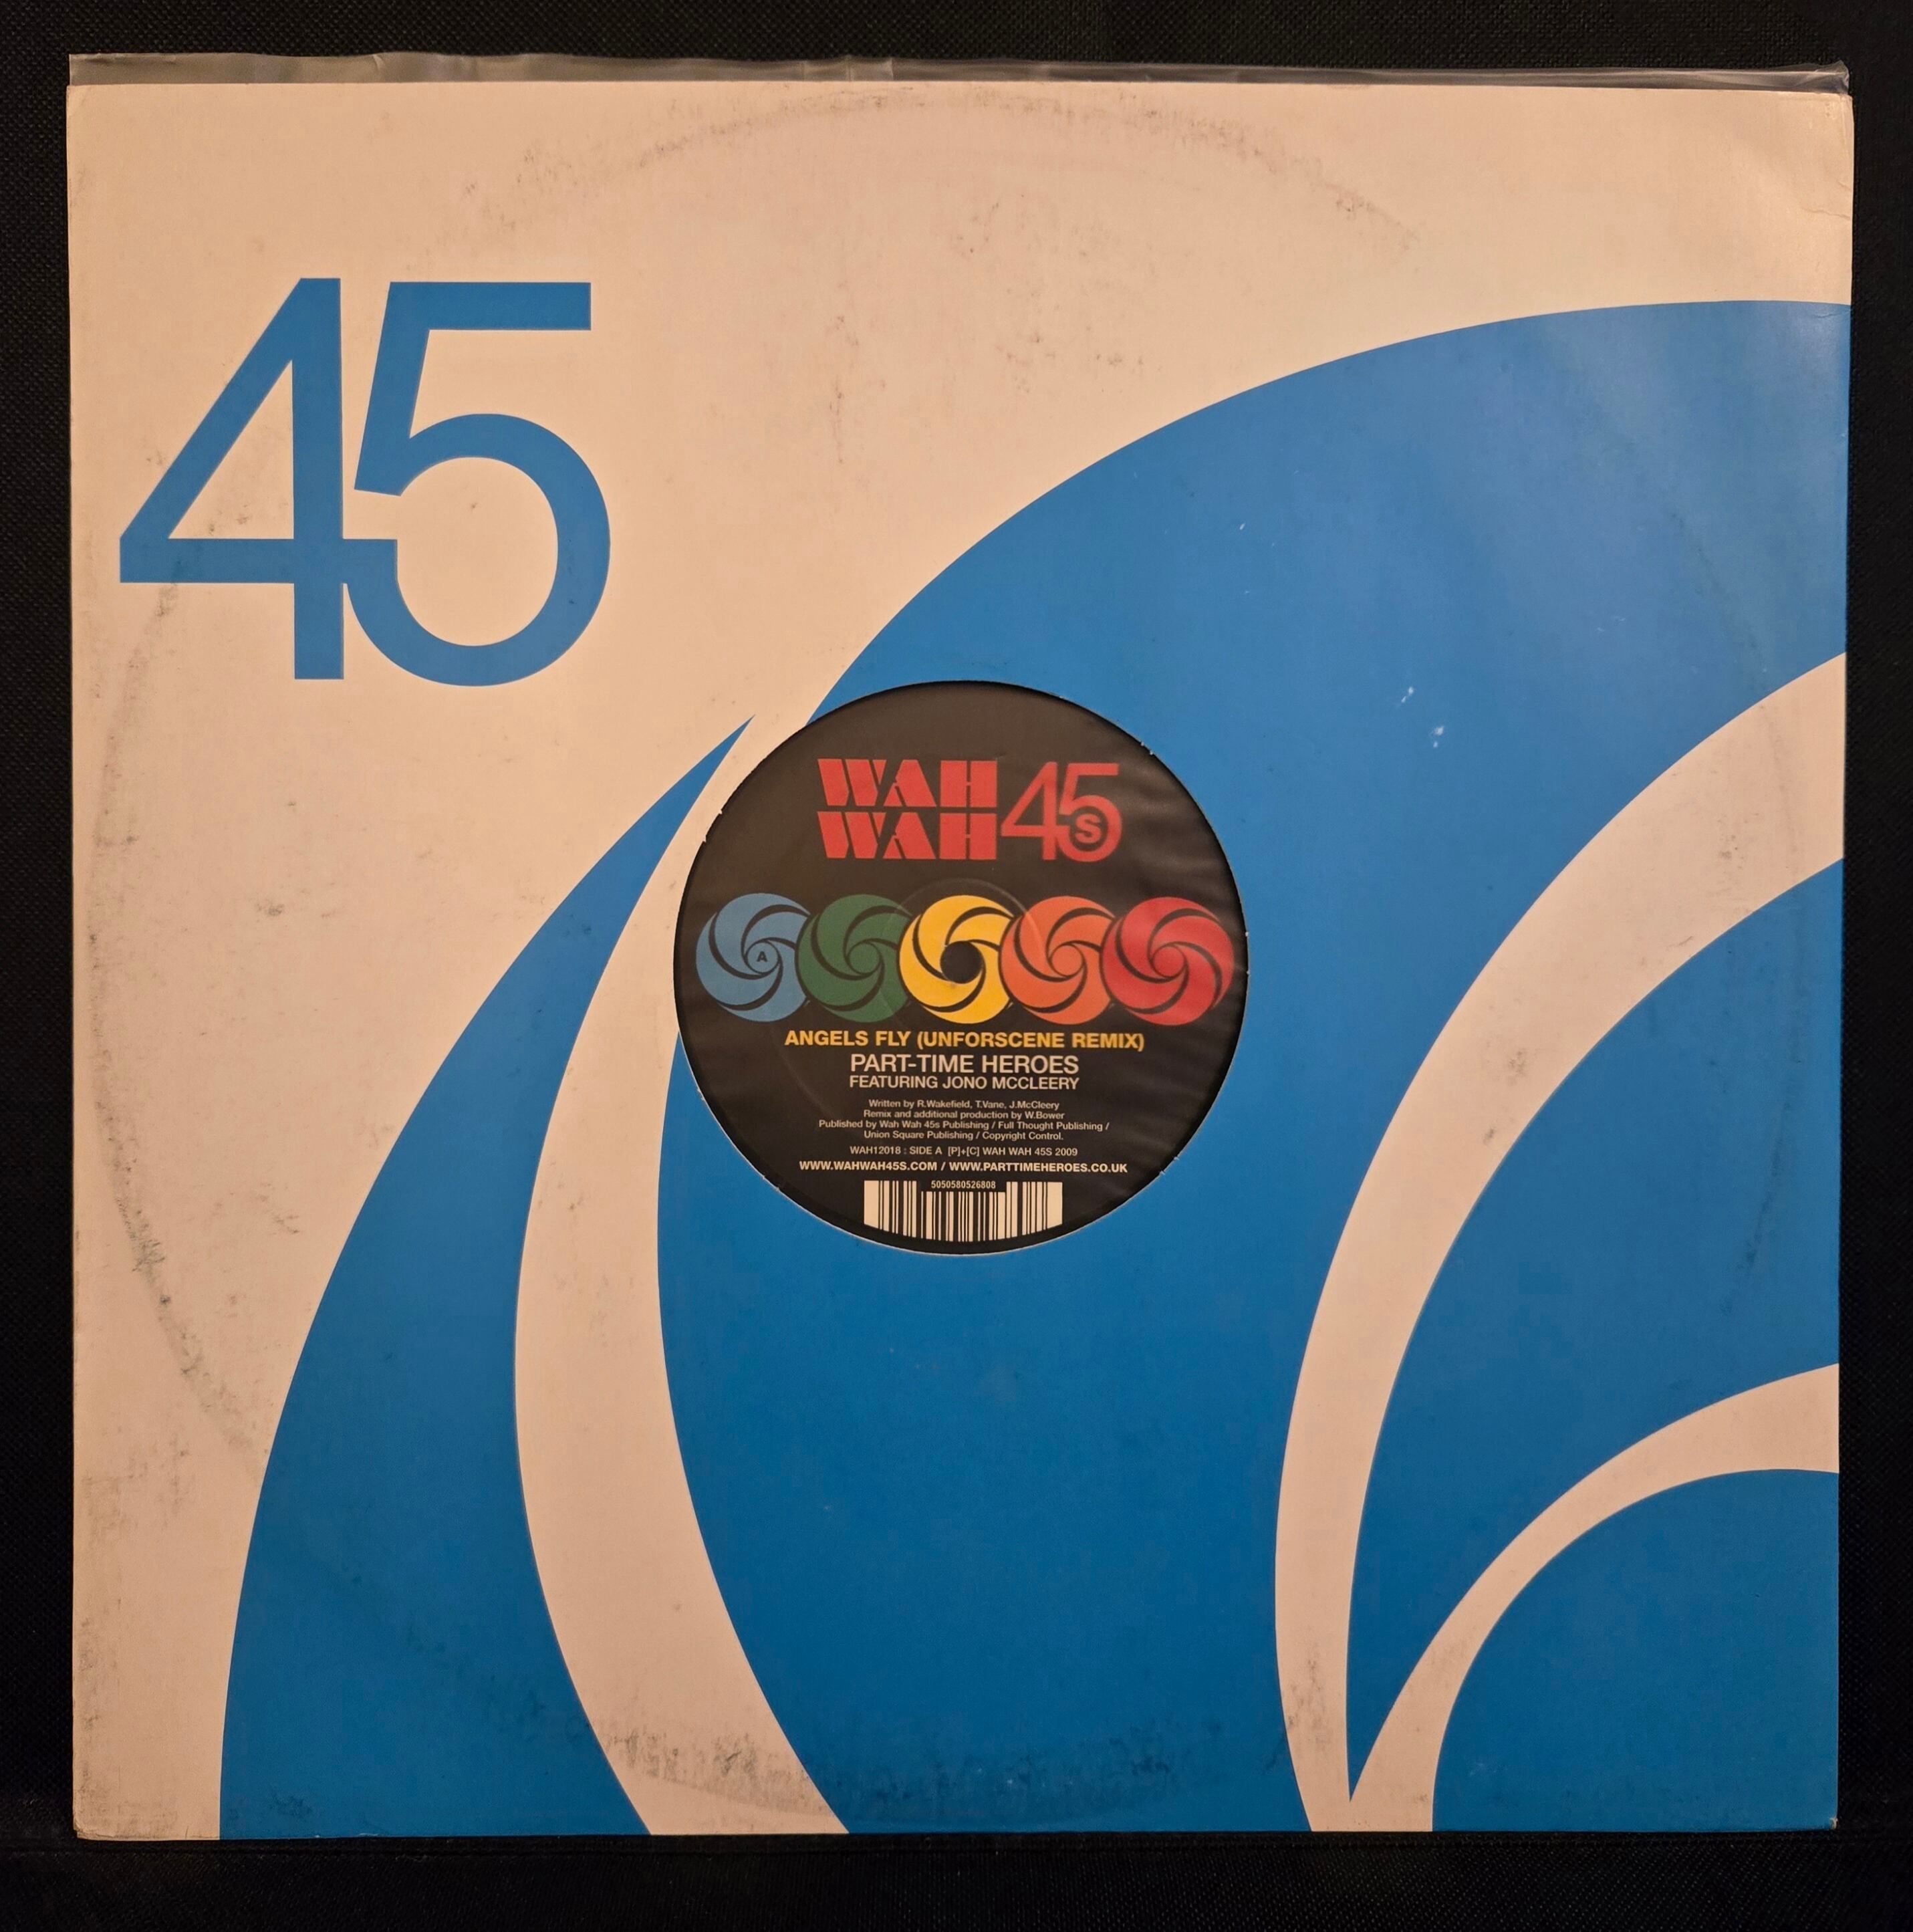 45
WAH
WAH 45s
A
ANGELS FLY (UNFORSCENE REMIX)
PART-TIME HEROES
FEATURING JONO MCCLEERY
Written by R.Wakefield, T.Vane, J.McCleery
Remix and additional production by W.Bower
Published by Wah Wah 45s Publishing / Full Thought Publishing /
Union Square Publishing / Copyright Control.
WAH12018 : SIDE A [P]+[C] WAH WAH 45S 2009
WWW.WAHWAH45S.COM / WWW.PARTTIMEHEROES.CO.UK
5050580526808